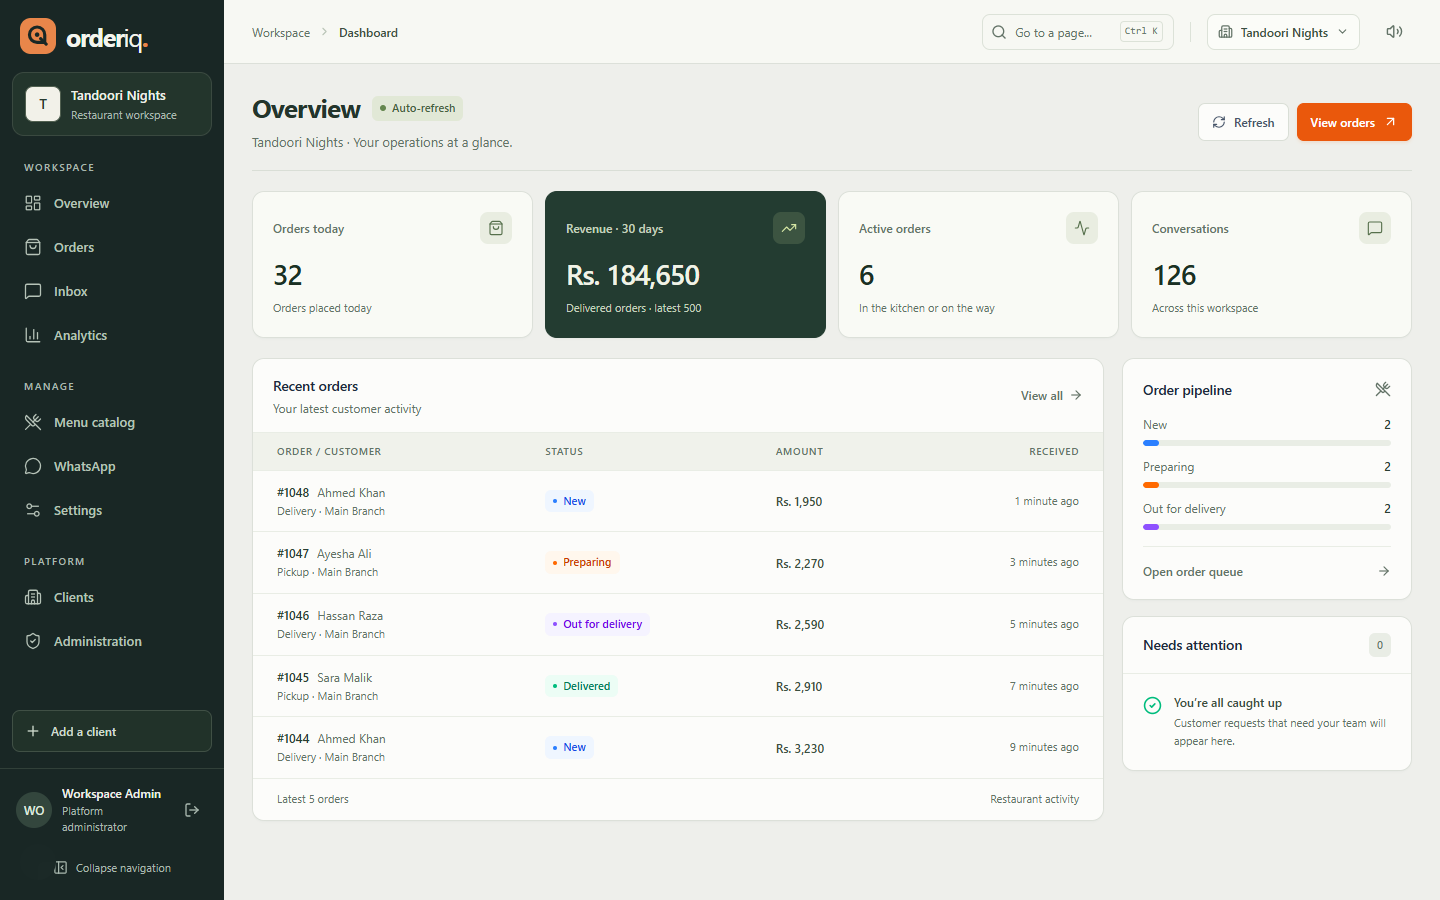 orderiq.
T
Tandoori Nights
Restaurant workspace
WORKSPACE
Overview
Orders
Inbox
Analytics
MANAGE
Menu catalog
WhatsApp
Settings
PLATFORM
Clients
Administration
Add a client
WO
Workspace Admin
Platform
administrator
Collapse navigation
Workspace
Dashboard
Go to a page...
Ctrl K
Tandoori Nights
Overview
Auto-refresh
Tandoori Nights · Your operations at a glance.
Refresh
View orders
Orders today
32
Orders placed today
Revenue · 30 days
Rs. 184,650
Delivered orders · latest 500
Active orders
6
In the kitchen or on the way
Conversations
126
Across this workspace
Recent orders
Your latest customer activity
View all
ORDER / CUSTOMER STATUS AMOUNT RECEIVED
#1048 Ahmed Khan
Delivery · Main Branch
New
Rs. 1,950
1 minute ago
#1047 Ayesha Ali
Pickup · Main Branch
Preparing
Rs. 2,270
3 minutes ago
#1046 Hassan Raza
Delivery · Main Branch
Out for delivery
Rs. 2,590
5 minutes ago
#1045 Sara Malik
Pickup · Main Branch
Delivered
Rs. 2,910
7 minutes ago
#1044 Ahmed Khan
Delivery · Main Branch
New
Rs. 3,230
9 minutes ago
Latest 5 orders
Restaurant activity
Order pipeline
New 2
Preparing 2
Out for delivery 2
Open order queue
Needs attention
0
You're all caught up
Customer requests that need your team will
appear here.